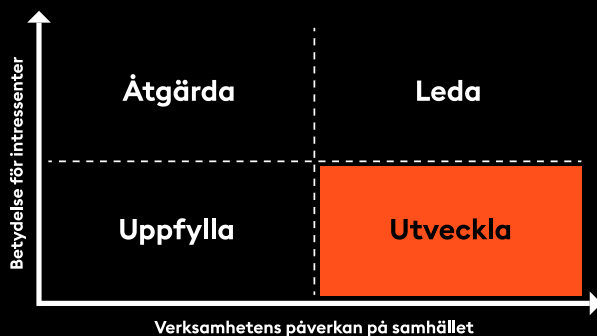 Betydelse för intressenter
Åtgärda
Leda
Uppfylla
Utveckla
Verksamhetens påverkan på samhället